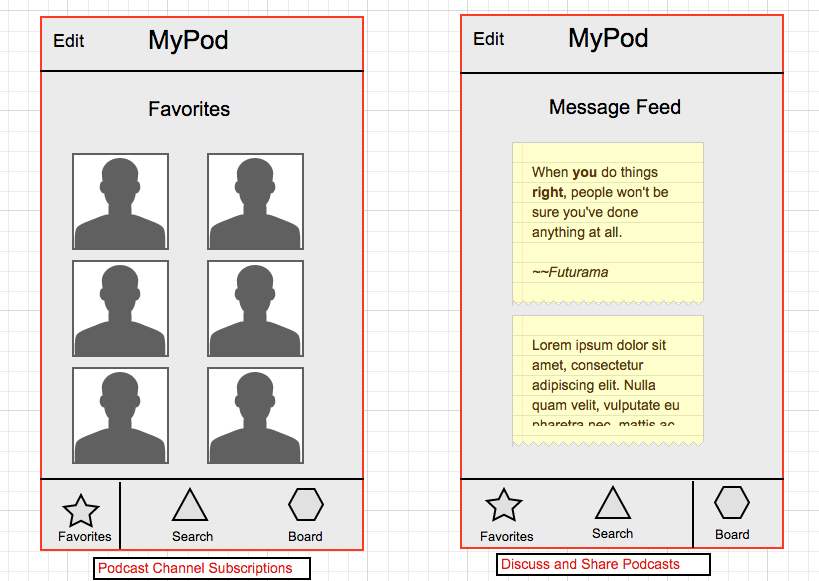 Edit MyPod
Favorites
Favorites Search Board
Podcast Channel Subscriptions
Edit MyPod
Message Feed
When you do things
right, people won't be
sure you've done
anything at all.
~~Futurama
Lorem ipsum dolor sit
amet, consectetur
adipiscing elit. Nulla
quam velit, vulputate eu
pharetra nec, mattis ac
Favorites Search Board
Discuss and Share Podcasts